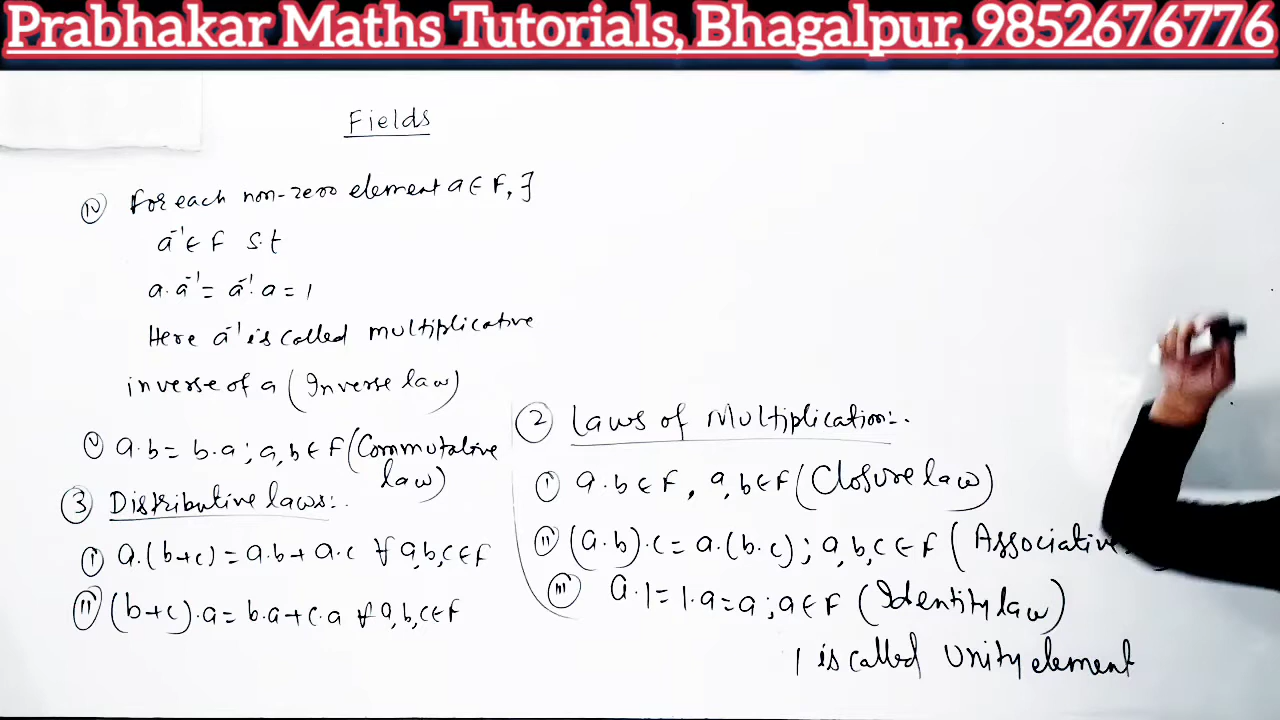 Prabhakar Maths Tutorials, Bhagalpur, 9852676776
Fields
(iv) For each non-zero element a ∈ F, ∃
a⁻¹ ∈ F s.t
a.a⁻¹ = a⁻¹.a = 1
Here a⁻¹ is called multiplicative
inverse of a (Inverse law)
(v) a.b = b.a ; a,b ∈ F (Commutative
law)
(3) Distributive laws:.
(i) a.(b+c) = a.b + a.c ∀ a,b,c ∈ F
(ii) (b+c).a = b.a + c.a ∀ a,b,c ∈ F
(2) Laws of Multiplication:.
(i) a.b ∈ F, a,b ∈ F (Closure law)
(ii) (a.b).c = a.(b.c) ; a,b,c ∈ F (Associative
(iii) a.1 = 1.a = a ; a ∈ F (Identity law)
1 is called Unity element